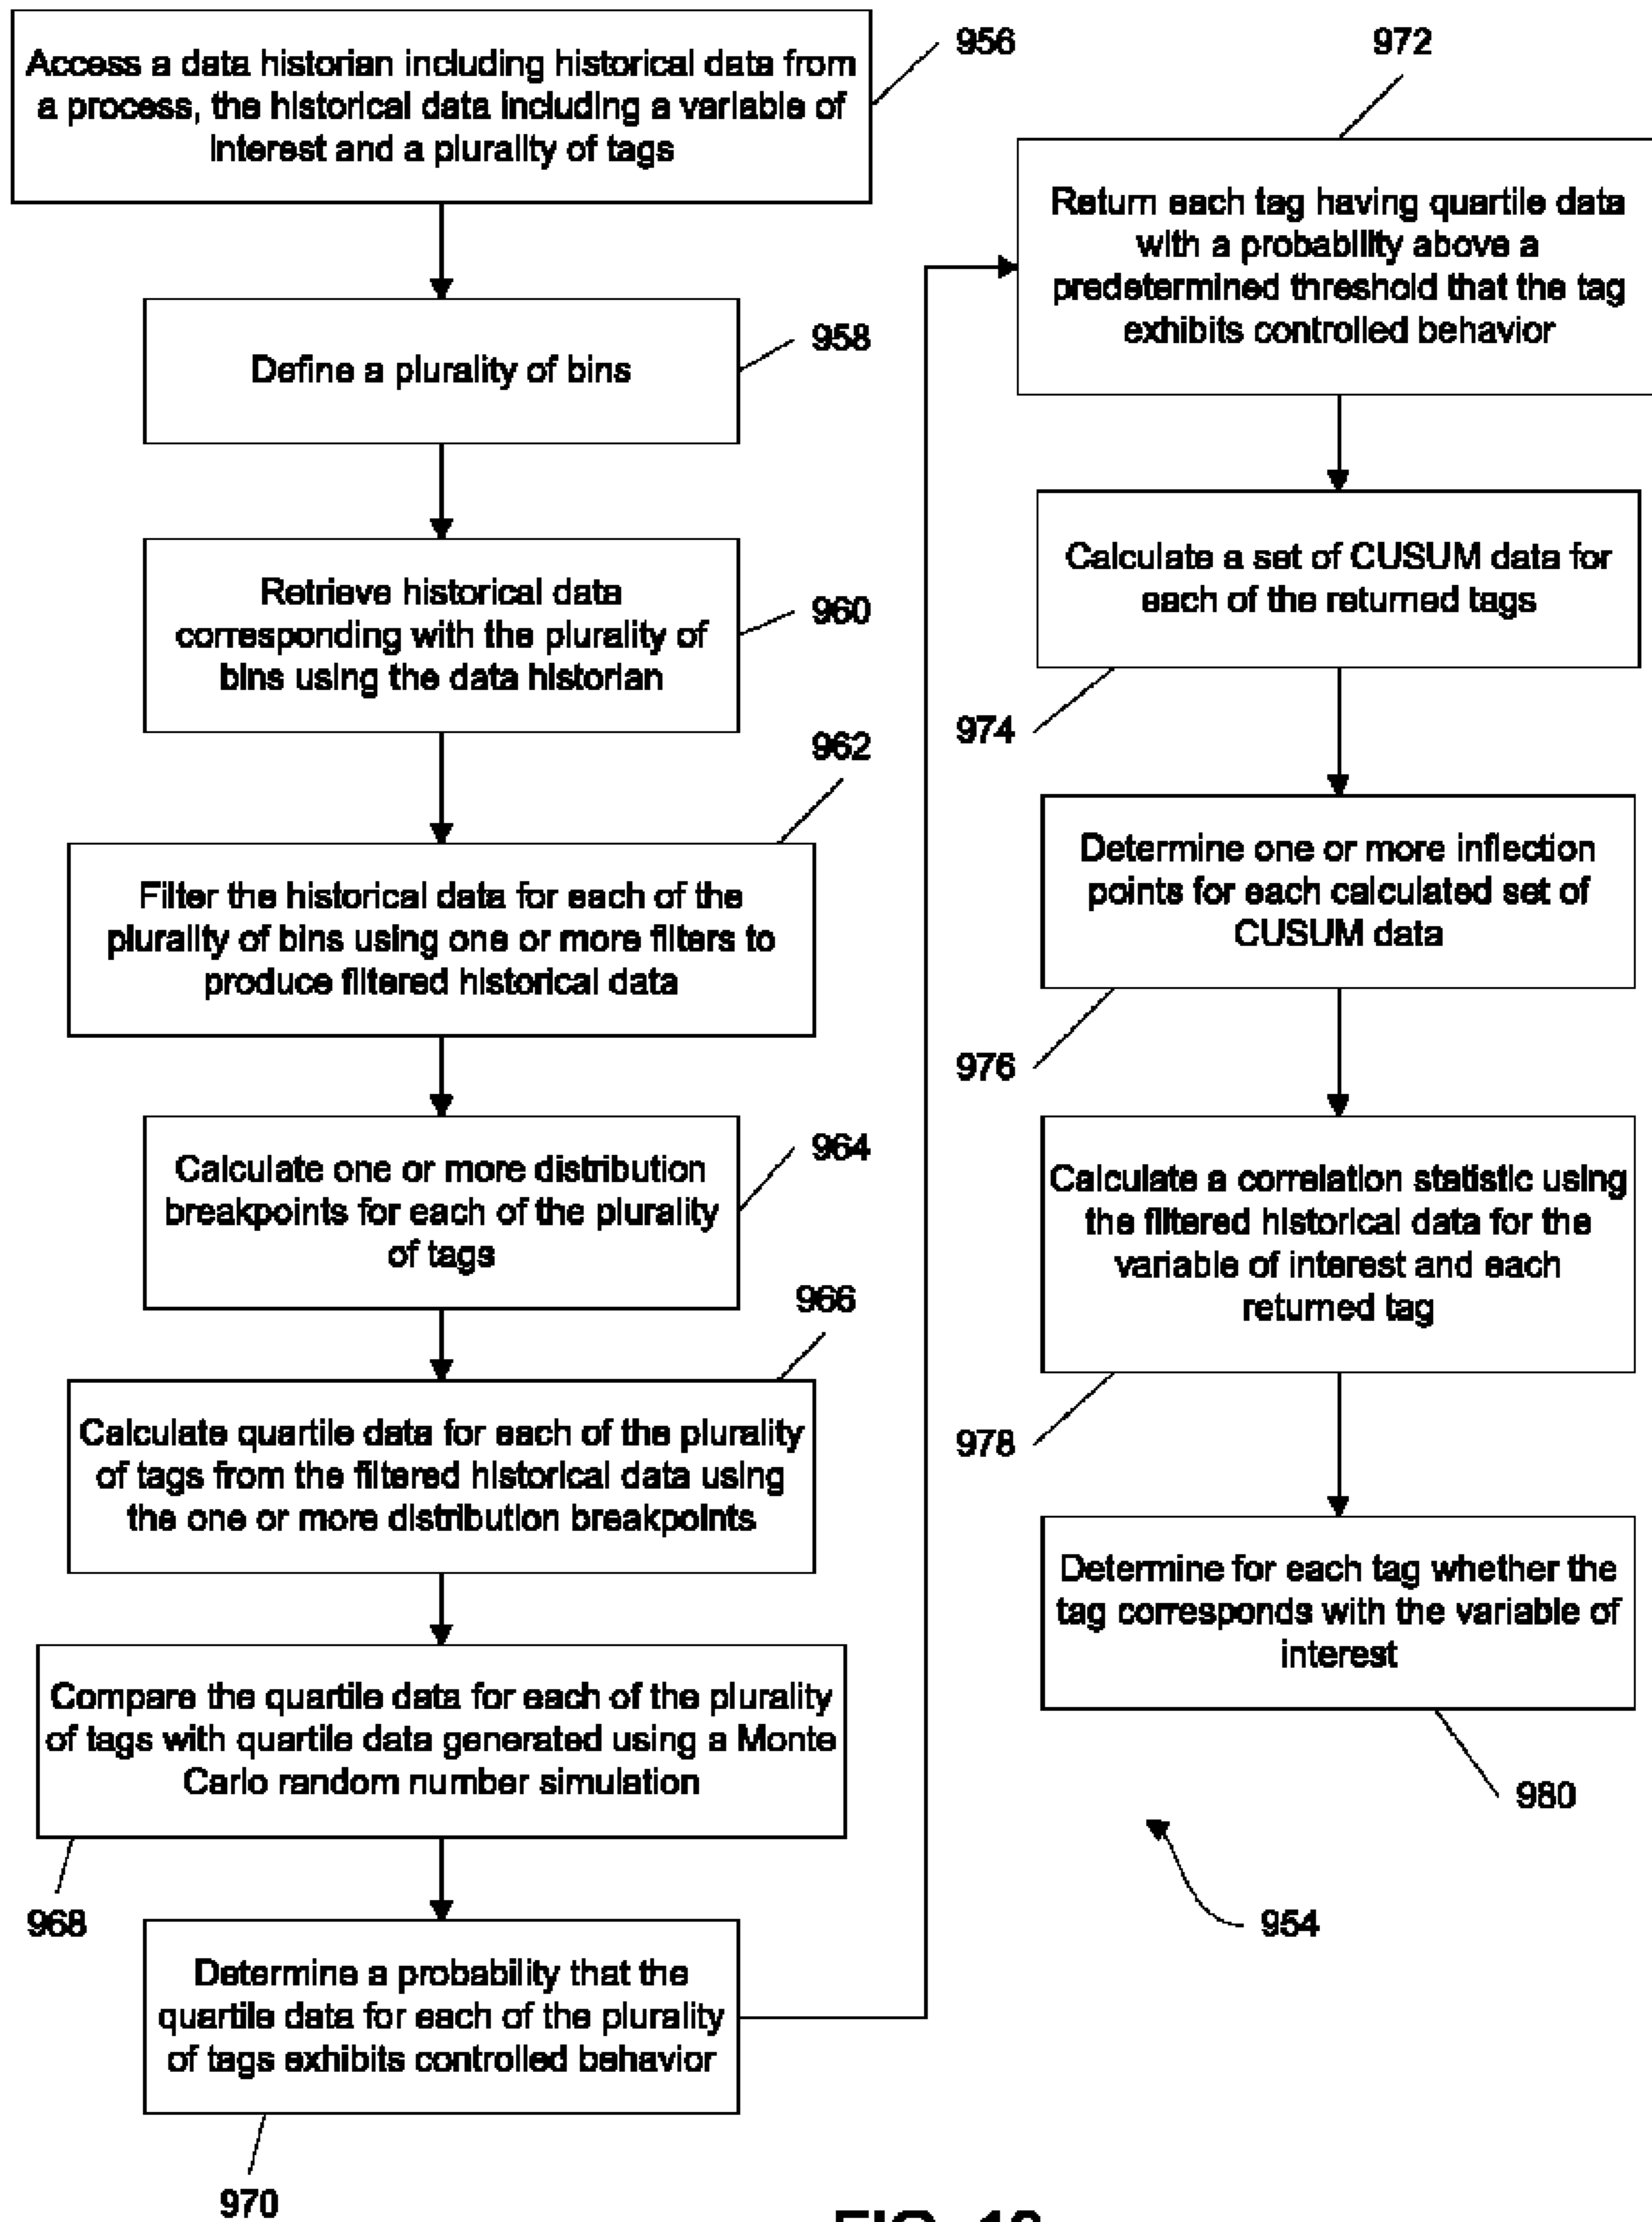 Access a data historian including historical data from
a process, the historical data including a variable of
interest and a plurality of tags
956
Define a plurality of bins
958
Retrieve historical data
corresponding with the plurality of
bins using the data historian
960
962
Filter the historical data for each of the
plurality of bins using one or more filters to
produce filtered historical data
Calculate one or more distribution
breakpoints for each of the plurality
of tags
964
966
Calculate quartile data for each of the plurality
of tags from the filtered historical data using
the one or more distribution breakpoints
Compare the quartile data for each of the plurality
of tags with quartile data generated using a Monte
Carlo random number simulation
968
Determine a probability that the
quartile data for each of the plurality
of tags exhibits controlled behavior
970
972
Return each tag having quartile data
with a probability above a
predetermined threshold that the tag
exhibits controlled behavior
Calculate a set of CUSUM data for
each of the returned tags
974
Determine one or more inflection
points for each calculated set of
CUSUM data
976
Calculate a correlation statistic using
the filtered historical data for the
variable of interest and each
returned tag
978
Determine for each tag whether the
tag corresponds with the variable of
interest
980
954
FIG.